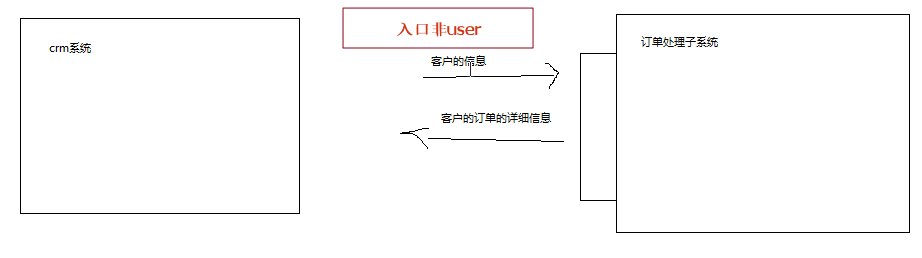 入口非user
crm系统
订单处理子系统
客户的信息
客户的订单的详细信息